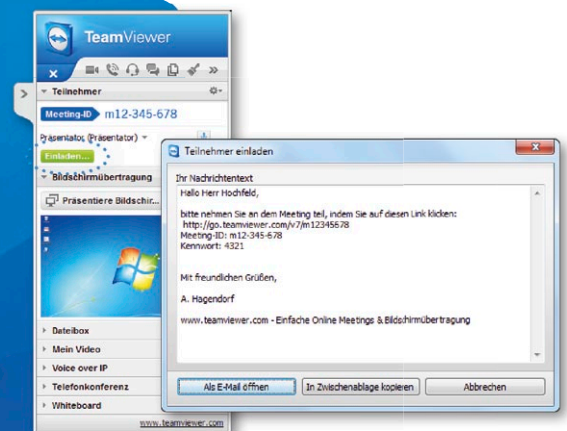 TeamViewer
Teilnehmer
Meeting-ID m12-345-678
Präsentator, (Präsentator)
Einladen...
Bildschirmübertragung
Präsentiere Bildschir...
Dateibox
Mein Video
Voice over IP
Telefonkonferenz
Whiteboard
www.teamviewer.com
Teilnehmer einladen
Ihr Nachrichtentext
Hallo Herr Hochfeld,
bitte nehmen Sie an dem Meeting teil, indem Sie auf diesen Link klicken:
http://go.teamviewer.com/v7/m12345678
Meeting-ID: m12-345-678
Kennwort: 4321
Mit freundlichen Grüßen,
A. Hagendorf
www.teamviewer.com - Einfache Online Meetings & Bildschirmübertragung
Als E-Mail öffnen In Zwischenablage kopieren Abbrechen